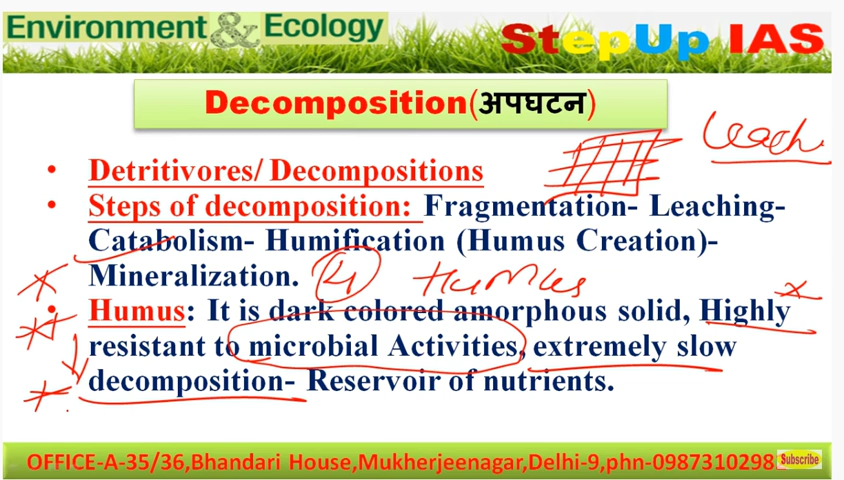 Environment & Ecology
StepUp IAS
Decomposition(अपघटन)
Leach
• Detritivores/ Decompositions
• Steps of decomposition: Fragmentation- Leaching-
Catabolism- Humification (Humus Creation)-
Mineralization. 4 Humus
• Humus: It is dark colored amorphous solid, Highly
resistant to microbial Activities, extremely slow
decomposition- Reservoir of nutrients.
OFFICE-A-35/36,Bhandari House,Mukherjeenagar,Delhi-9,phn-0987310298
Subscribe